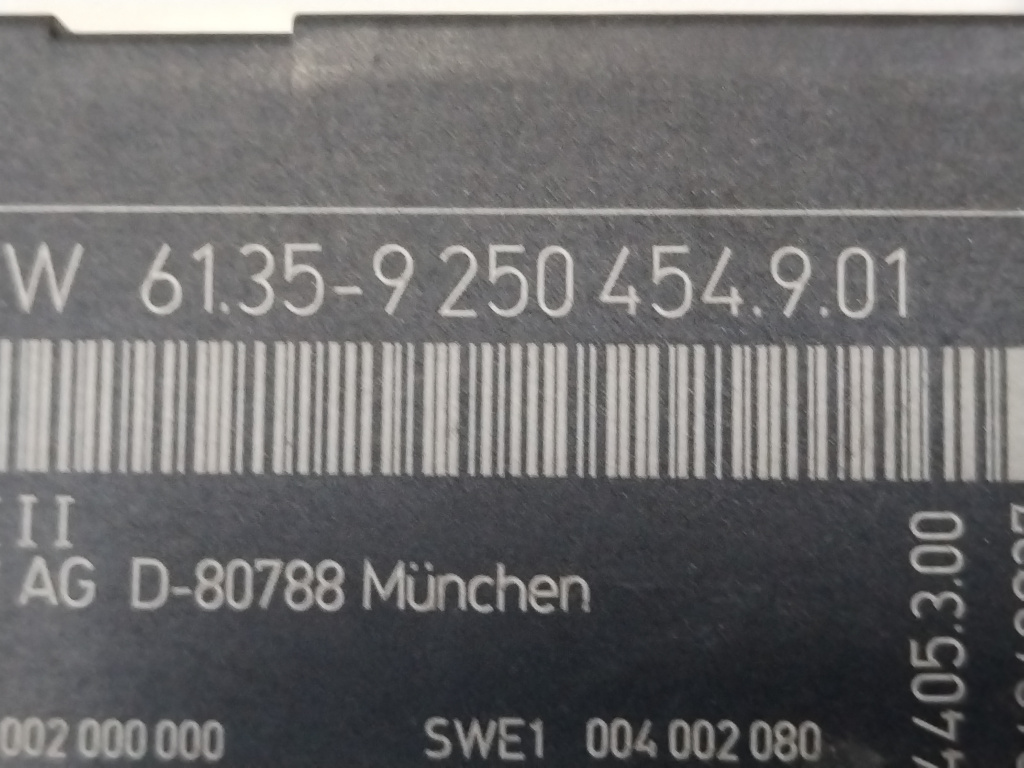 W 61.35-9 250 454.9.01
II
AG D-80788 München
002 000 000 SWE1 004 002 080
4405.3.00